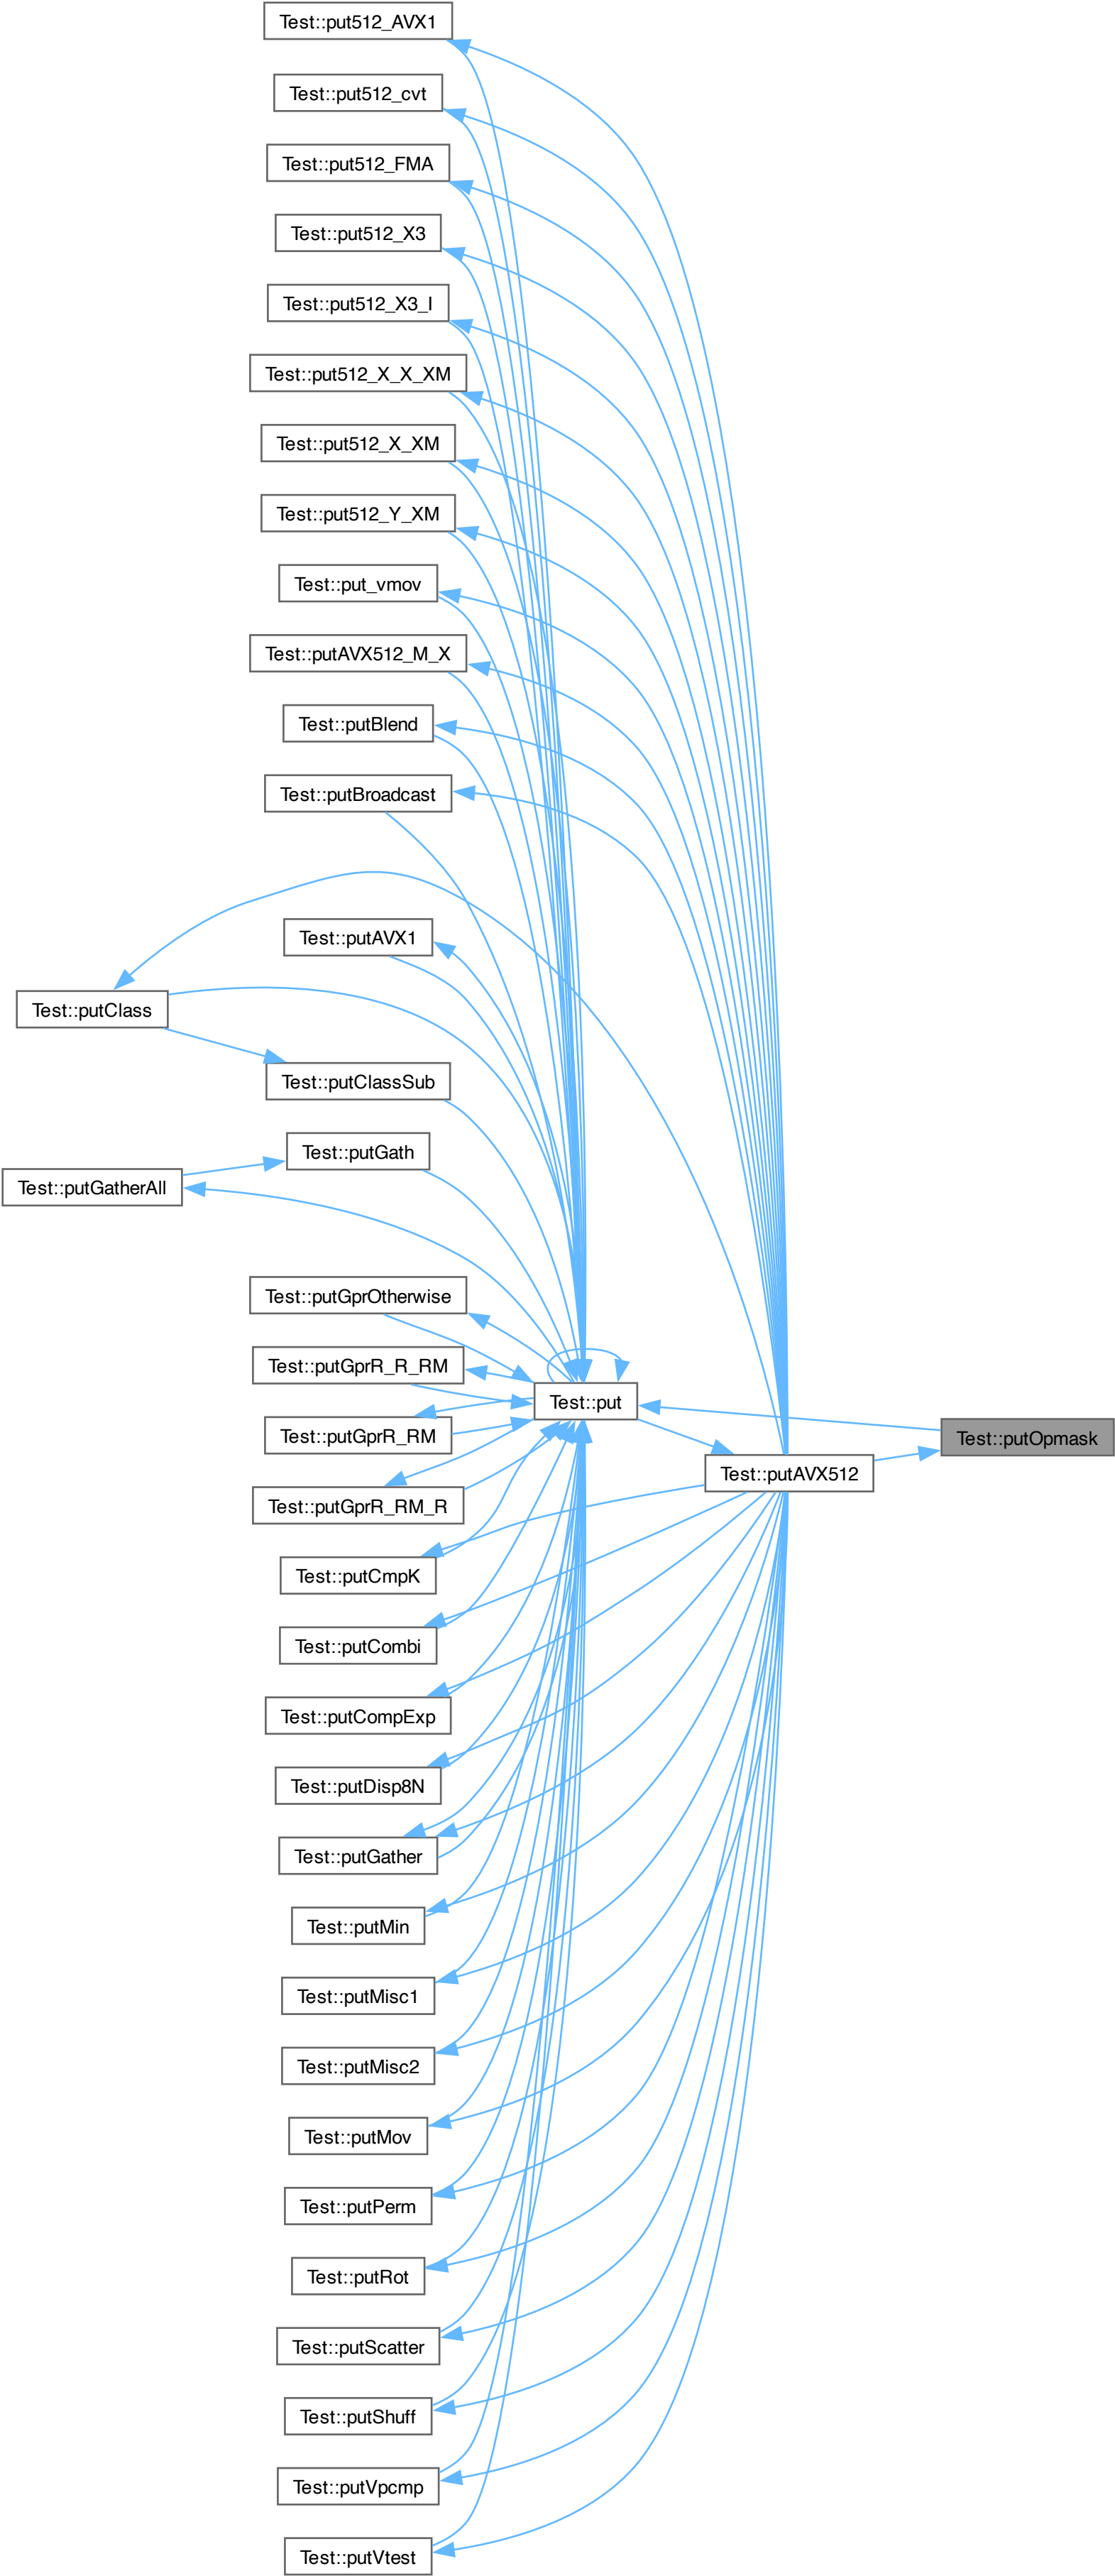 Test::put512_AVX1
Test::put512_cvt
Test::put512_FMA
Test::put512_X3
Test::put512_X3_I
Test::put512_X_X_XM
Test::put512_X_XM
Test::put512_Y_XM
Test::put_vmov
Test::putAVX512_M_X
Test::putBlend
Test::putBroadcast
Test::putAVX1
Test::putClass
Test::putClassSub
Test::putGath
Test::putGatherAll
Test::putGprOtherwise
Test::putGprR_R_RM
Test::put
Test::putOpmask
Test::putGprR_RM
Test::putAVX512
Test::putGprR_RM_R
Test::putCmpK
Test::putCombi
Test::putCompExp
Test::putDisp8N
Test::putGather
Test::putMin
Test::putMisc1
Test::putMisc2
Test::putMov
Test::putPerm
Test::putRot
Test::putScatter
Test::putShuff
Test::putVpcmp
Test::putVtest